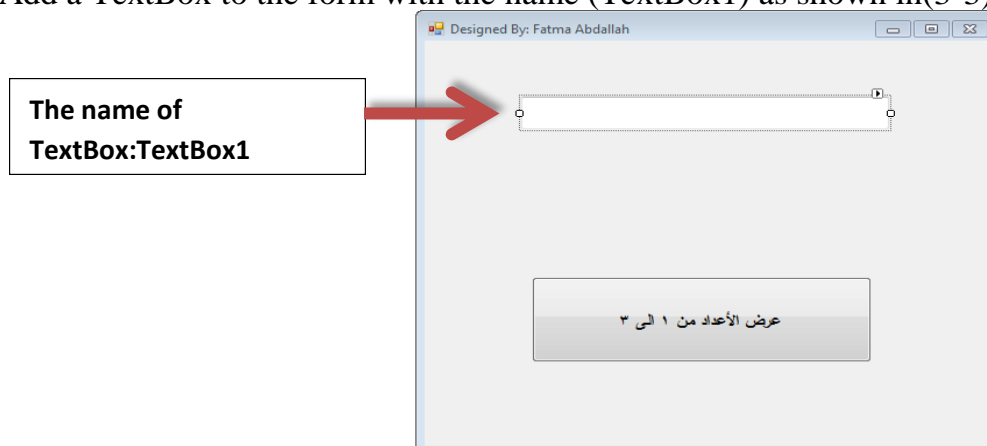 Add a TextBox to the form with the name (TextBox1) as shown in(3-3)
Designed By: Fatma Abdallah
The name of
TextBox:TextBox1
عرض الأعداد من ١ الى ٣